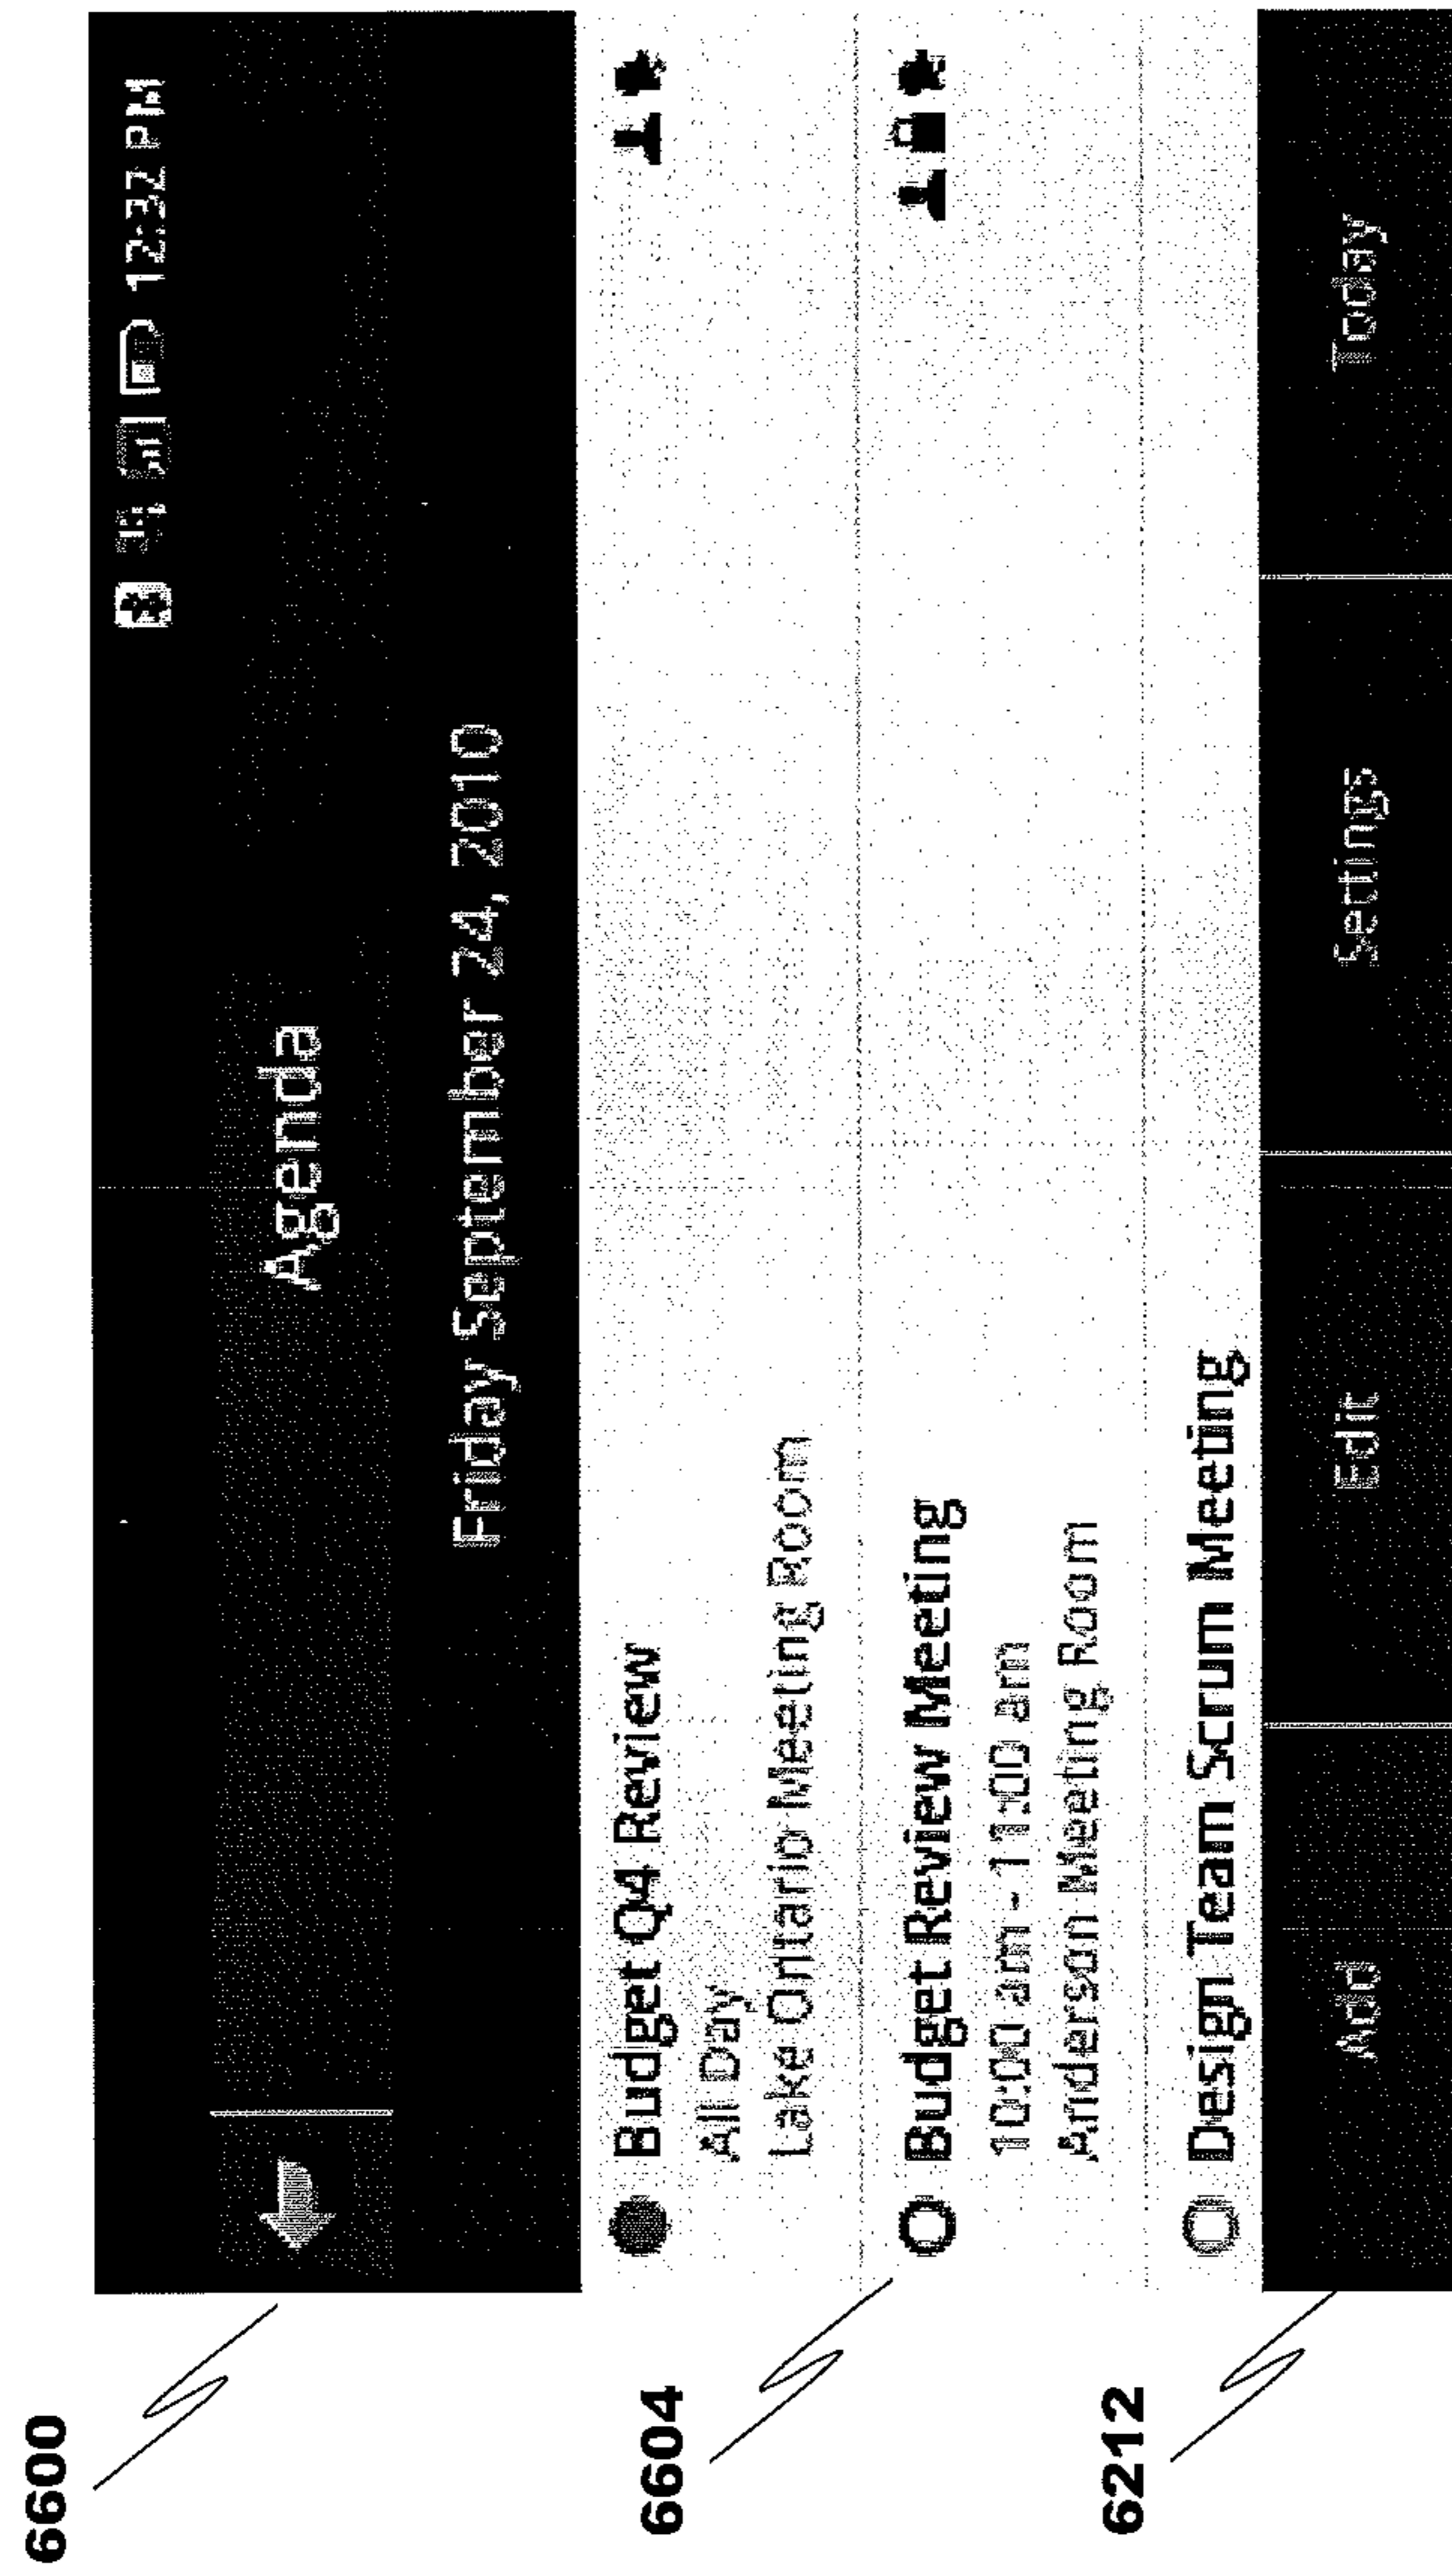 6600
12:32 PM
Agenda
Friday September 24, 2010
Budget Q4 Review
All Day
Lake Ontario Meeting Room
6604
Budget Review Meeting
10:00 am - 11:00 am
Anderson Meeting Room
Design Team Scrum Meeting
6212
Add
Edit
Settings
Today